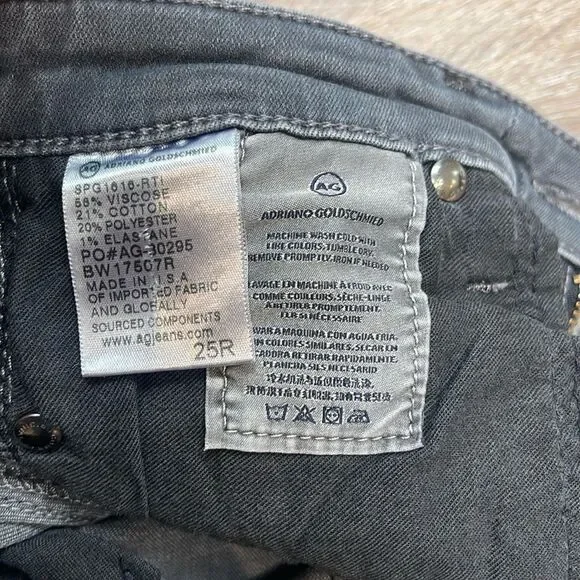 AG ADRIANO GOLDSCHMIED
SPG1616-RTI
58% VISCOSE
21% COTTON
20% POLYESTER
1% ELASTANE
PO#AG-30295
BW17507R
MADE IN U.S.A
OF IMPORTED FABRIC
AND GLOBALLY
SOURCED COMPONENTS
www.agjeans.com
25R
AG
ADRIANO GOLDSCHMIED
MACHINE WASH COLD WITH
LIKE COLORS, TUMBLE DRY,
REMOVE PROMPTLY, IRON IF NEEDED
LAVAGE EN MACHINE À FROID AVEC
COMME COULEURS, SÈCHE-LINGE
À RETIRER PROMPTEMENT,
FER SI NÉCESSAIRE
LAVAR A MAQUINA CON AGUA FRIA,
CON COLORES SIMILARES, SECAR EN
SECADORA RETIRAR RAPIDAMENTE,
PLANCHA SI ES NECESARIO